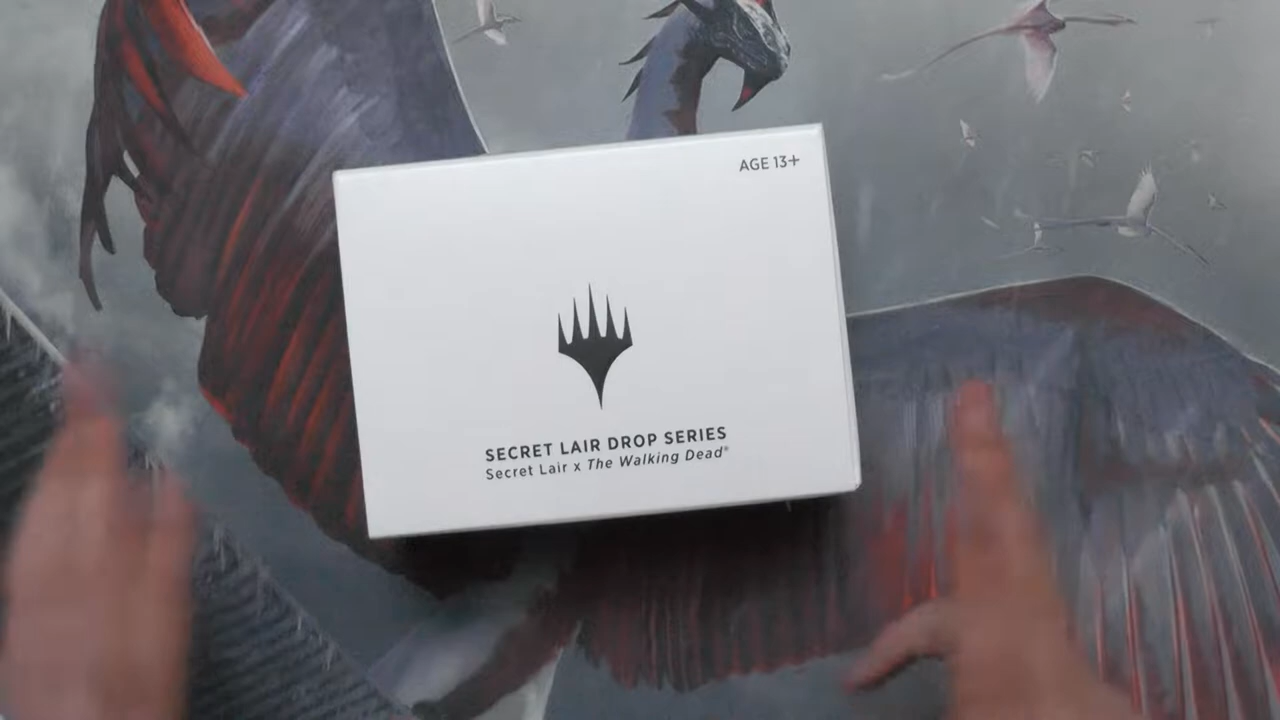 AGE 13+
SECRET LAIR DROP SERIES
Secret Lair x The Walking Dead®